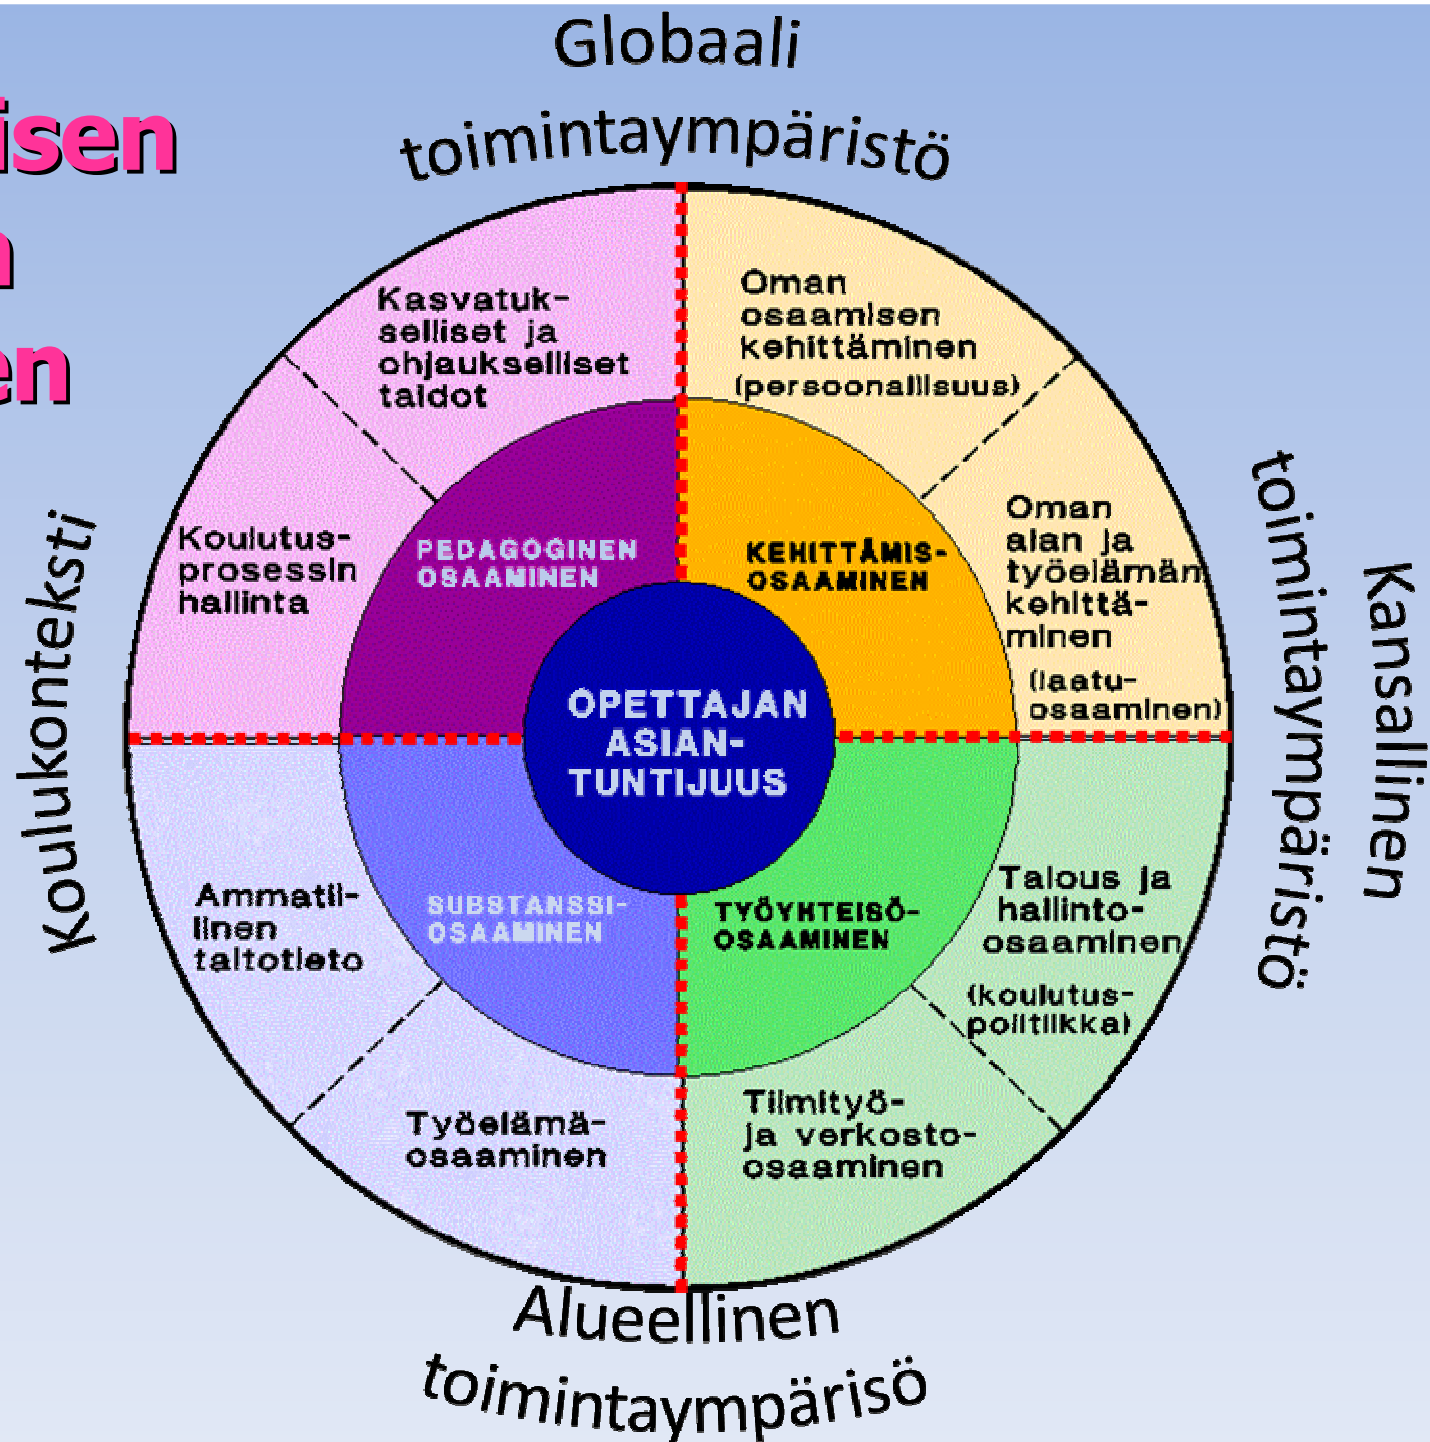 Globaali
toimintaympäristö
isen
n
en
Kasvatuk-
selliset ja
ohjaukselliset
taidot
Oman
osaamisen
kehittäminen
(persoonallisuus)
Koulutus-
prosessin
hallinta
PEDAGOGINEN
OSAAMINEN
KEHITTÄMIS-
OSAAMINEN
Oman
alan ja
työelämän
kehittä-
minen
(laatu-
osaaminen)
Koulukonteksti
OPETTAJAN
ASIAN-
TUNTIJUUS
Kansallinen
toimintaympäristö
Ammatil-
linen
taitotieto
SUBSTANSSI-
OSAAMINEN
TYÖYHTEISÖ-
OSAAMINEN
Talous ja
hallinto-
osaaminen
(koulutus-
politiikka)
Työelämä-
osaaminen
Tiimityö-
ja verkosto-
osaaminen
Alueellinen
toimintaympärisö